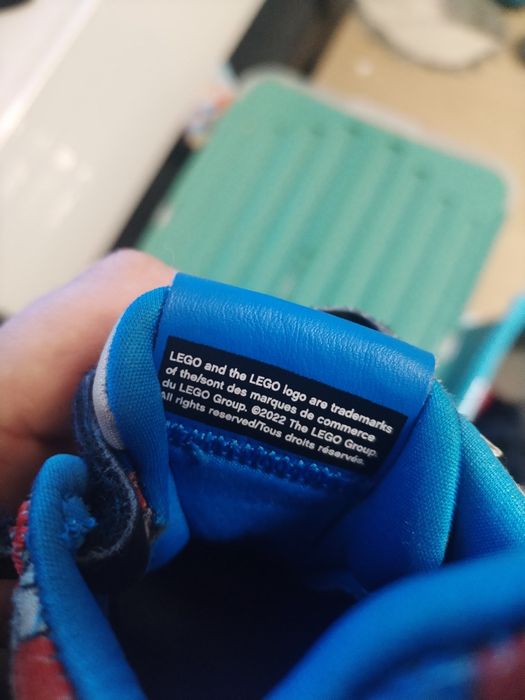 LEGO and the LEGO logo are trademarks
of the/sont des marques de commerce
du LEGO Group. ©2022 The LEGO Group.
All rights reserved/Tous droits réservés.